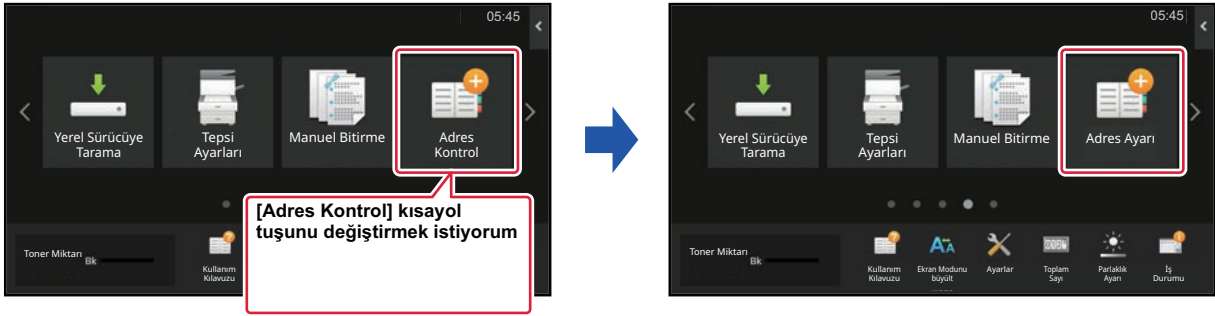 05:45
Yerel Sürücüye
Tarama
Tepsi
Ayarları
Manuel Bitirme
Adres
Kontrol
[Adres Kontrol] kısayol
tuşunu değiştirmek istiyorum
Toner Miktarı
Bk
Kullanım
Kılavuzu
05:45
Yerel Sürücüye
Tarama
Tepsi
Ayarları
Manuel Bitirme
Adres Ayarı
Toner Miktarı
Bk
Kullanım
Kılavuzu
Ekran Modunu
büyült
Ayarlar
Toplam
Sayı
Parlaklık
Ayarı
İş
Durumu